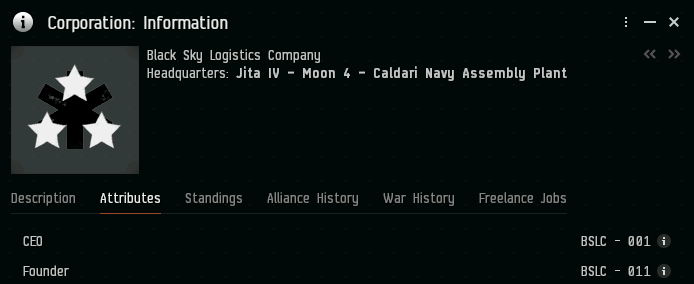 Corporation: Information
Black Sky Logistics Company
Headquarters: Jita IV - Moon 4 - Caldari Navy Assembly Plant
Description Attributes Standings Alliance History War History Freelance Jobs
CEO BSLC - 001
Founder BSLC - 011